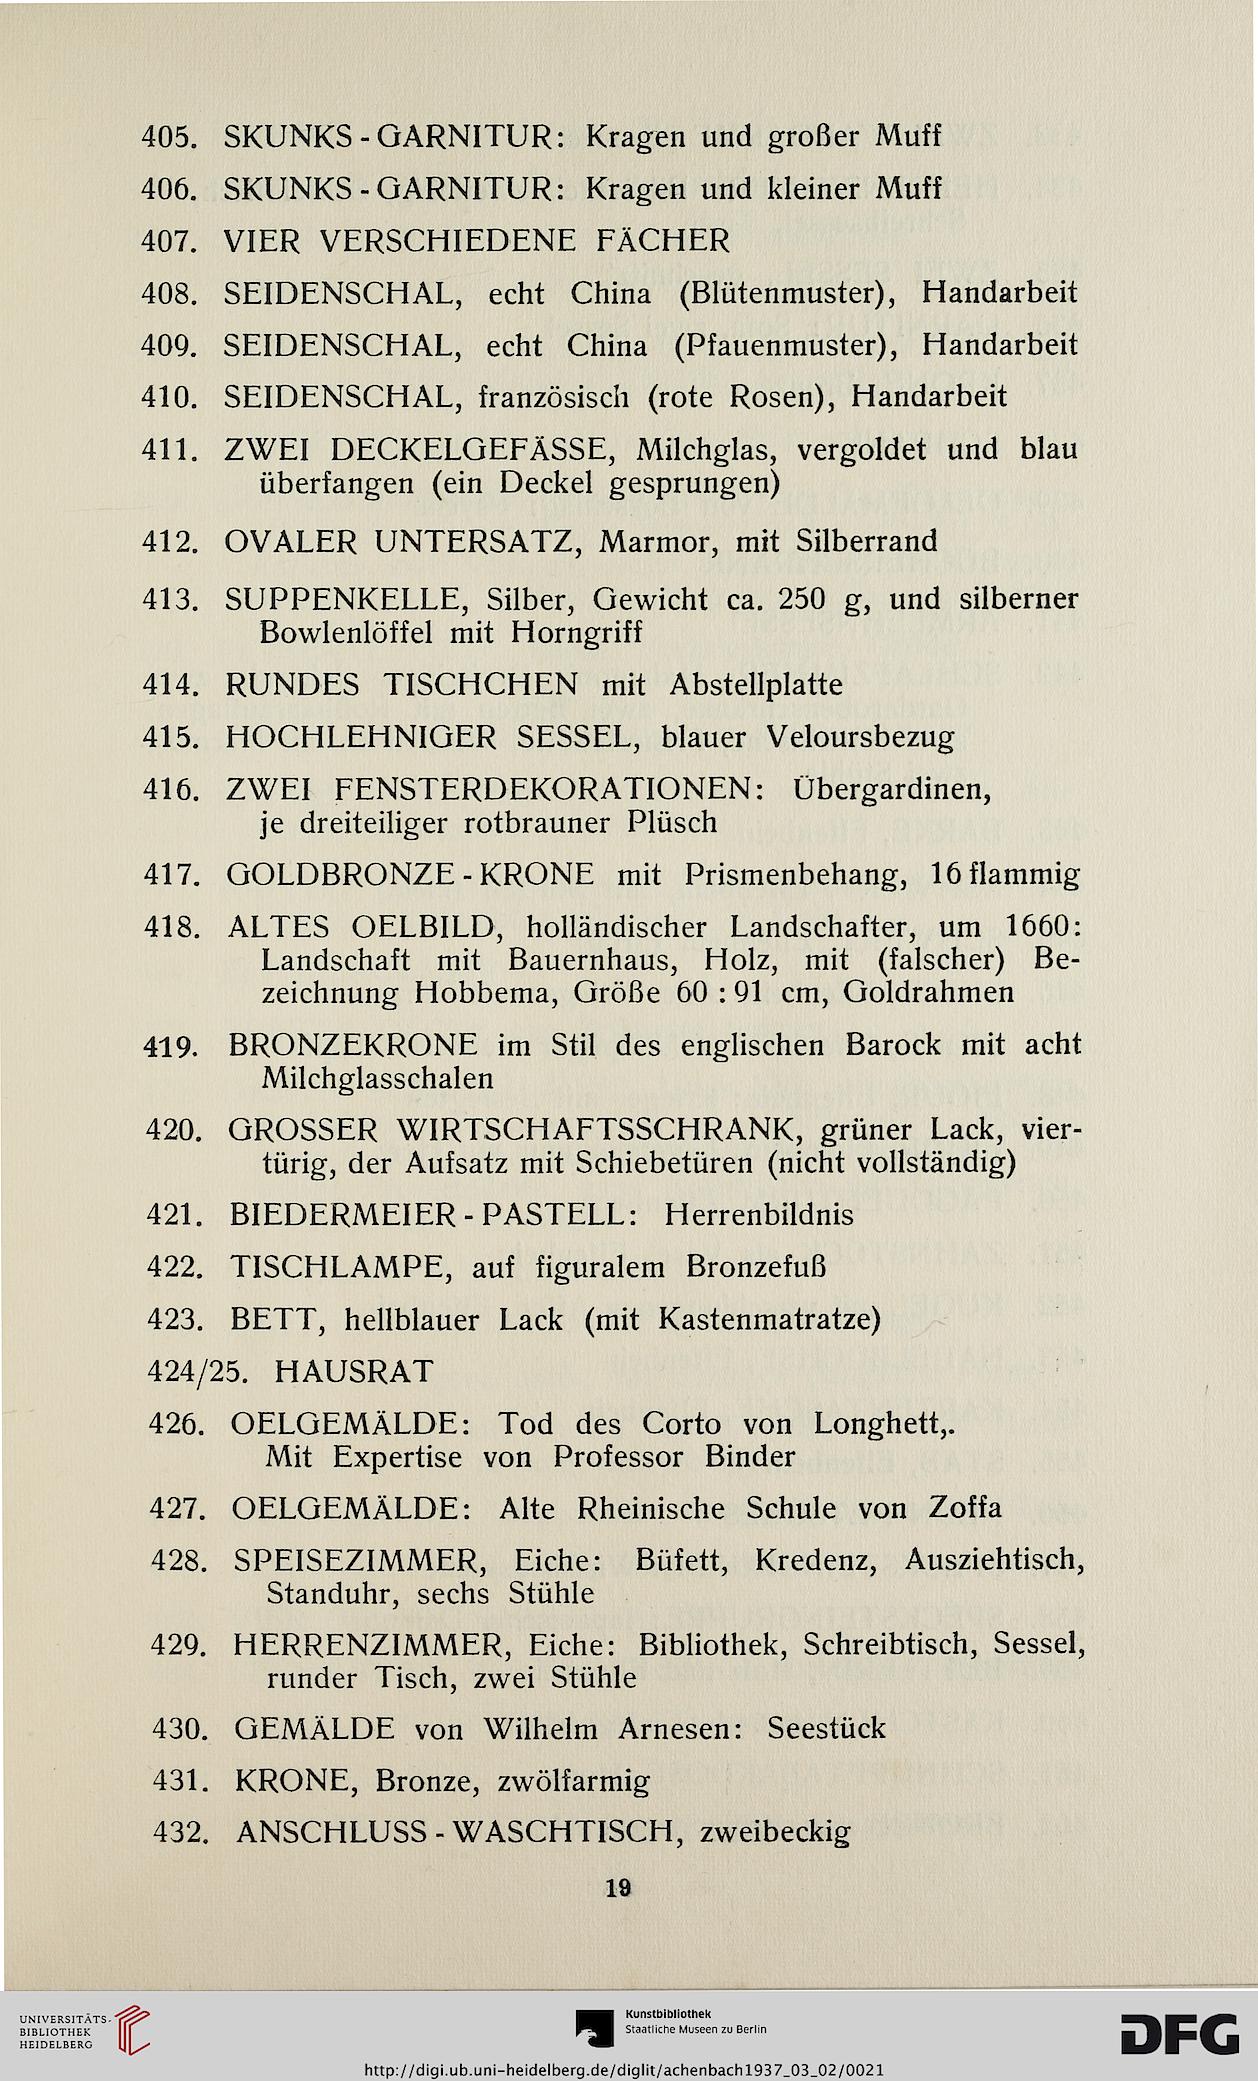 405. SKUNKS-GARNITUR: Kragen und großer Muff
406. SKUNKS-GARNITUR: Kragen und kleiner Muff
407. VIER VERSCHIEDENE FÄCHER
408. SEIDENSCHAL, echt China (Blütenmuster), Handarbeit
409. SEIDENSCHAL, echt China (Pfauenmuster), Handarbeit
410. SEIDENSCHAL, französisch (rote Rosen), Handarbeit
411. ZWEI DECKELGEFÄSSE, Milchglas, vergoldet und blau
überfangen (ein Deckel gesprungen)
412. OVALER UNTERSATZ, Marmor, mit Silberrand
413. SUPPENKELLE, Silber, Gewicht ca. 250 g, und silberner
Bowlenlöffel mit Horngriff
414. RUNDES TISCHCHEN mit Abstellplatte
415. HOCHLEHNIGER SESSEL, blauer Veloursbezug
416. ZWEI FENSTERDEKORATIONEN: Übergardinen,
je dreiteiliger rotbrauner Plüsch
417. GOLDBRONZE-KRONE mit Prismenbehang, 16 flammig
418. ALTES OELBILD, holländischer Landschafter, um 1660:
Landschaft mit Bauernhaus, Holz, mit (falscher) Be-
zeichnung Hobbema, Größe 60 : 91 cm, Goldrahmen
419. BRONZEKRONE im Stil des englischen Barock mit acht
Milchglasschalen
420. GROSSER WIRTSCHAFTSSCHRANK, grüner Lack, vier-
türig, der Aufsatz mit Schiebetüren (nicht vollständig)
421. BIEDERMEIER-PASTELL: Herrenbildnis
422. TISCHLAMPE, auf figuralem Bronzefuß
423. BETT, hellblauer Lack (mit Kastenmatratze)
424/25. HAUSRAT
426. OELGEMÄLDE: Tod des Corto von Longhett,.
Mit Expertise von Professor Binder
427. OELGEMÄLDE: Alte Rheinische Schule von Zoffa
428. SPEISEZIMMER, Eiche: Büfett, Kredenz, Ausziehtisch,
Standuhr, sechs Stühle
429. HERRENZIMMER, Eiche: Bibliothek, Schreibtisch, Sessel,
runder Tisch, zwei Stühle
430. GEMÄLDE von Wilhelm Arnesen: Seestück
431. KRONE, Bronze, zwölfarmig
432. ANSCHLUSS-WASCHTISCH, zweibeckig
19
UNIVERSITÄTS-
BIBLIOTHEK
HEIDELBERG
Kunstbibliothek
Staatliche Museen zu Berlin
DFG
http://digi.ub.uni-heidelberg.de/diglit/achenbach1937_03_02/0021